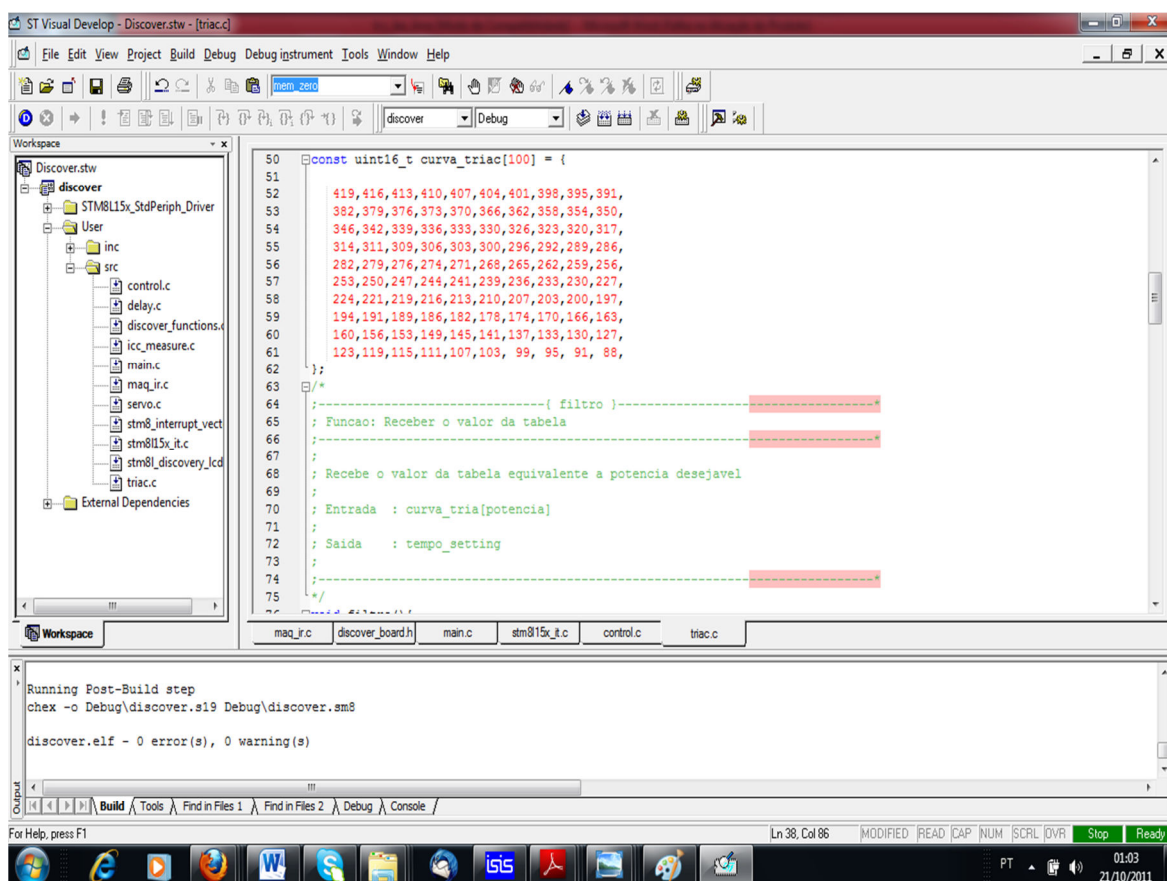 ST Visual Develop - Discover.stw - [triac.c]
File Edit View Project Build Debug Debug instrument Tools Window Help
mem_zero
discover Debug
Workspace
Discover.stw
discover
STM8L15x_StdPeriph_Driver
User
inc
src
control.c
delay.c
discover_functions.c
icc_measure.c
main.c
maq_ir.c
servo.c
stm8_interrupt_vect
stm8l15x_it.c
stm8l_discovery_lcd
triac.c
External Dependencies
Workspace
50 const uint16_t curva_triac[100] = {
51
52 419,416,413,410,407,404,401,398,395,391,
53 382,379,376,373,370,366,362,358,354,350,
54 346,342,339,336,333,330,326,323,320,317,
55 314,311,309,306,303,300,296,292,289,286,
56 282,279,276,274,271,268,265,262,259,256,
57 253,250,247,244,241,239,236,233,230,227,
58 224,221,219,216,213,210,207,203,200,197,
59 194,191,189,186,182,178,174,170,166,163,
60 160,156,153,149,145,141,137,133,130,127,
61 123,119,115,111,107,103, 99, 95, 91, 88,
62 };
63 /*
64 ;-------------------------------{ filtro }-----------------------------------*
65 ; Funcao: Receber o valor da tabela
66 ;----------------------------------------------------------------------------*
67 ;
68 ; Recebe o valor da tabela equivalente a potencia desejavel
69 ;
70 ; Entrada : curva_tria[potencia]
71 ;
72 ; Saida : tempo_setting
73 ;
74 ;----------------------------------------------------------------------------*
75 */
76 void filtro(){
maq_ir.c discover_board.h main.c stm8l15x_it.c control.c triac.c
Running Post-Build step
chex -o Debug\discover.s19 Debug\discover.sm8
discover.elf - 0 error(s), 0 warning(s)
Output
Build Tools Find in Files 1 Find in Files 2 Debug Console
For Help, press F1 Ln 38, Col 86 MODIFIED READ CAP NUM SCRL OVR Stop Ready
isis
PT 01:03
21/10/2011